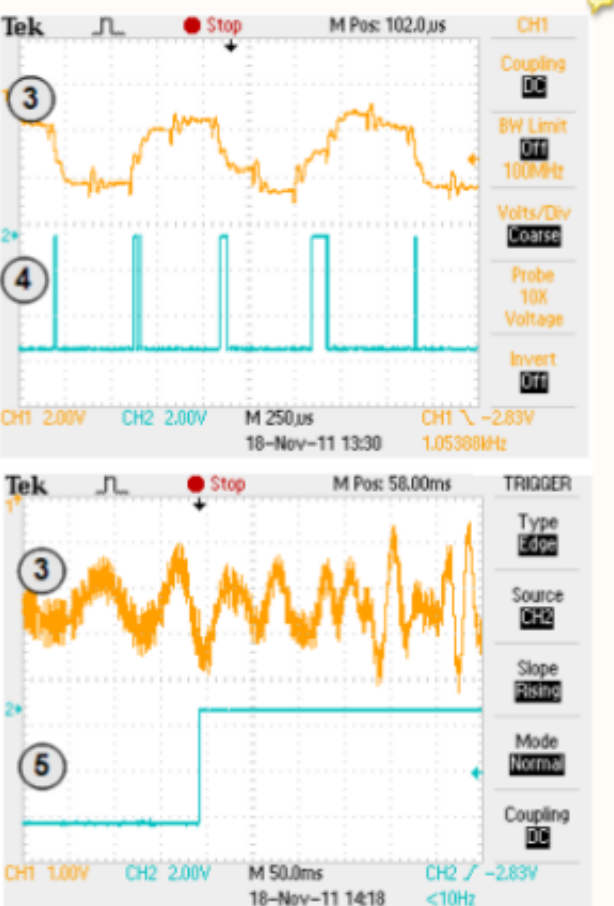 Tek Stop M Pos: 102.0µs CH1
Coupling
DC
BW Limit
Off
100MHz
Volts/Div
Coarse
Probe
10X
Voltage
Invert
Off
3
2
4
CH1 2.00V CH2 2.00V M 250µs CH1 \ -2.83V
18-Nov-11 13:30 1.05388kHz
Tek Stop M Pos: 58.00ms TRIGGER
Type
Edge
Source
CH2
Slope
Rising
Mode
Normal
Coupling
DC
1
3
2
5
CH1 1.00V CH2 2.00V M 50.0ms CH2 / -2.83V
18-Nov-11 14:18 <10Hz